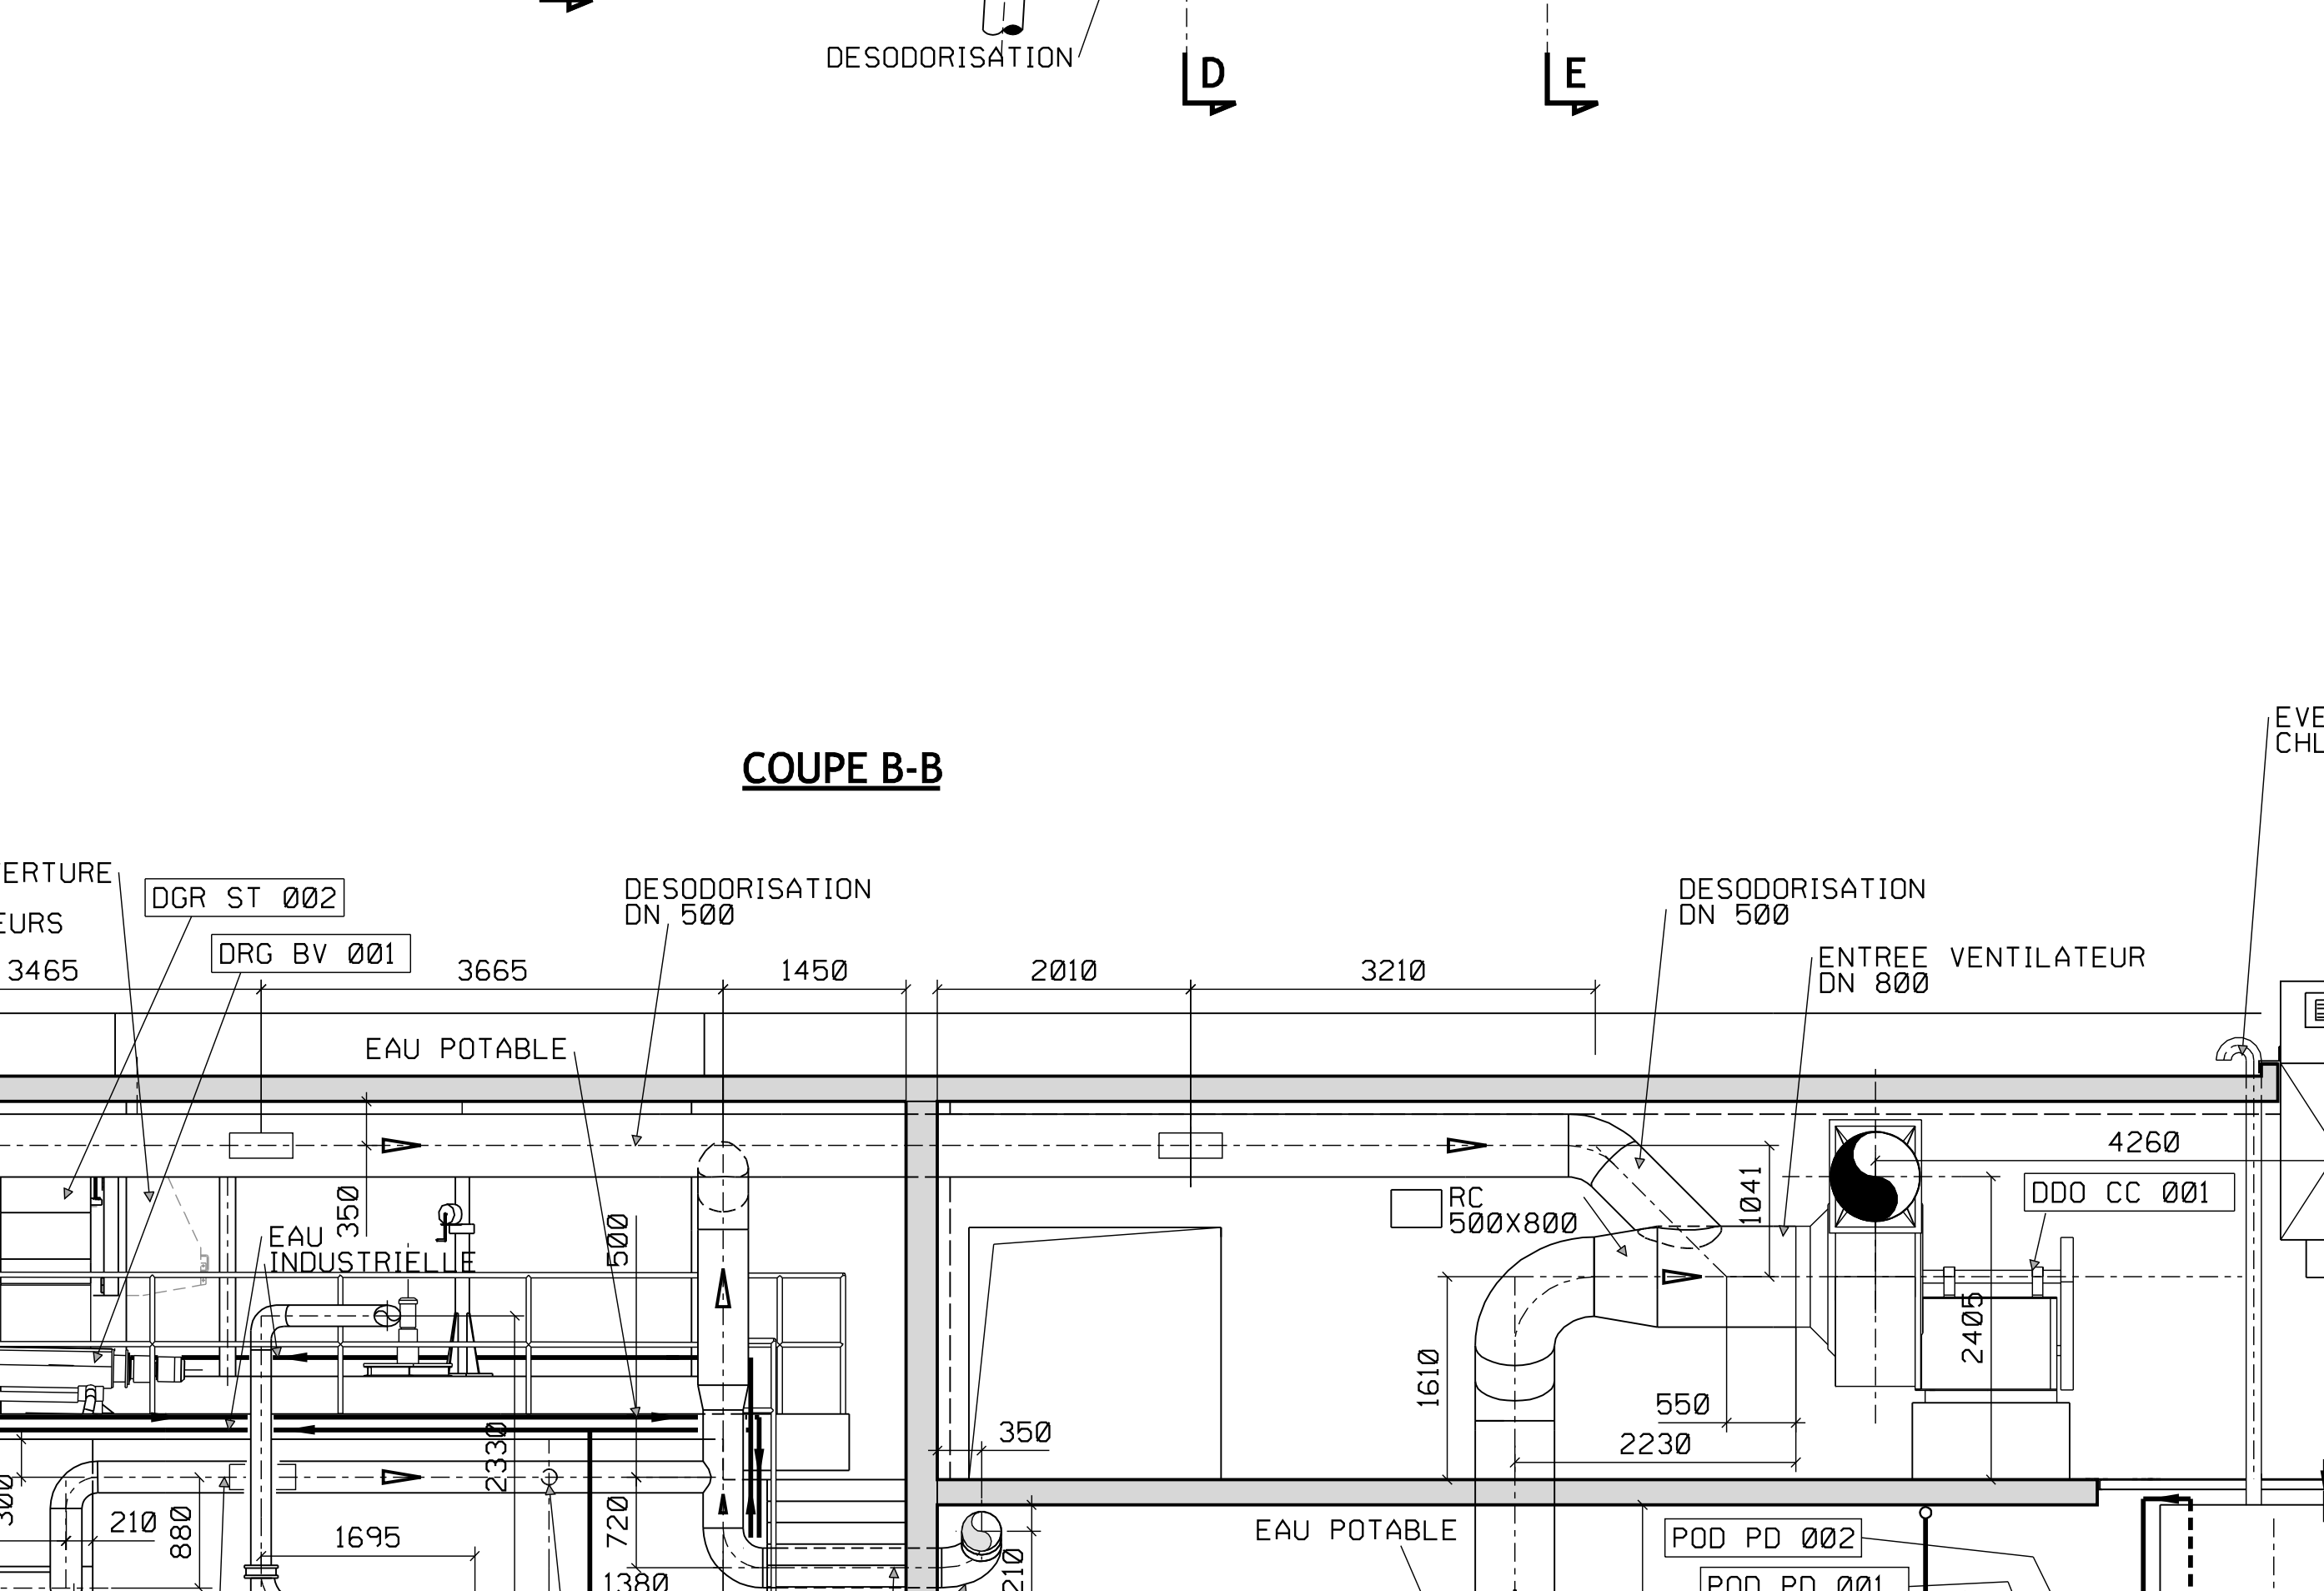 DESODORISATION
D
E
COUPE B-B
ERTURE
EURS
DGR ST 002
DRG BV 001
DESODORISATION
DN 500
DESODORISATION
DN 500
ENTREE VENTILATEUR
DN 800
EVE
CHL
3465
3665
1450
2010
3210
EAU POTABLE
4260
350
EAU
INDUSTRIELLE
500
RC
500X800
1041
DDO CC 001
2405
1610
550
2230
350
2330
300
210
880
1695
720
1380
210
EAU POTABLE
POD PD 002
POD PD 001